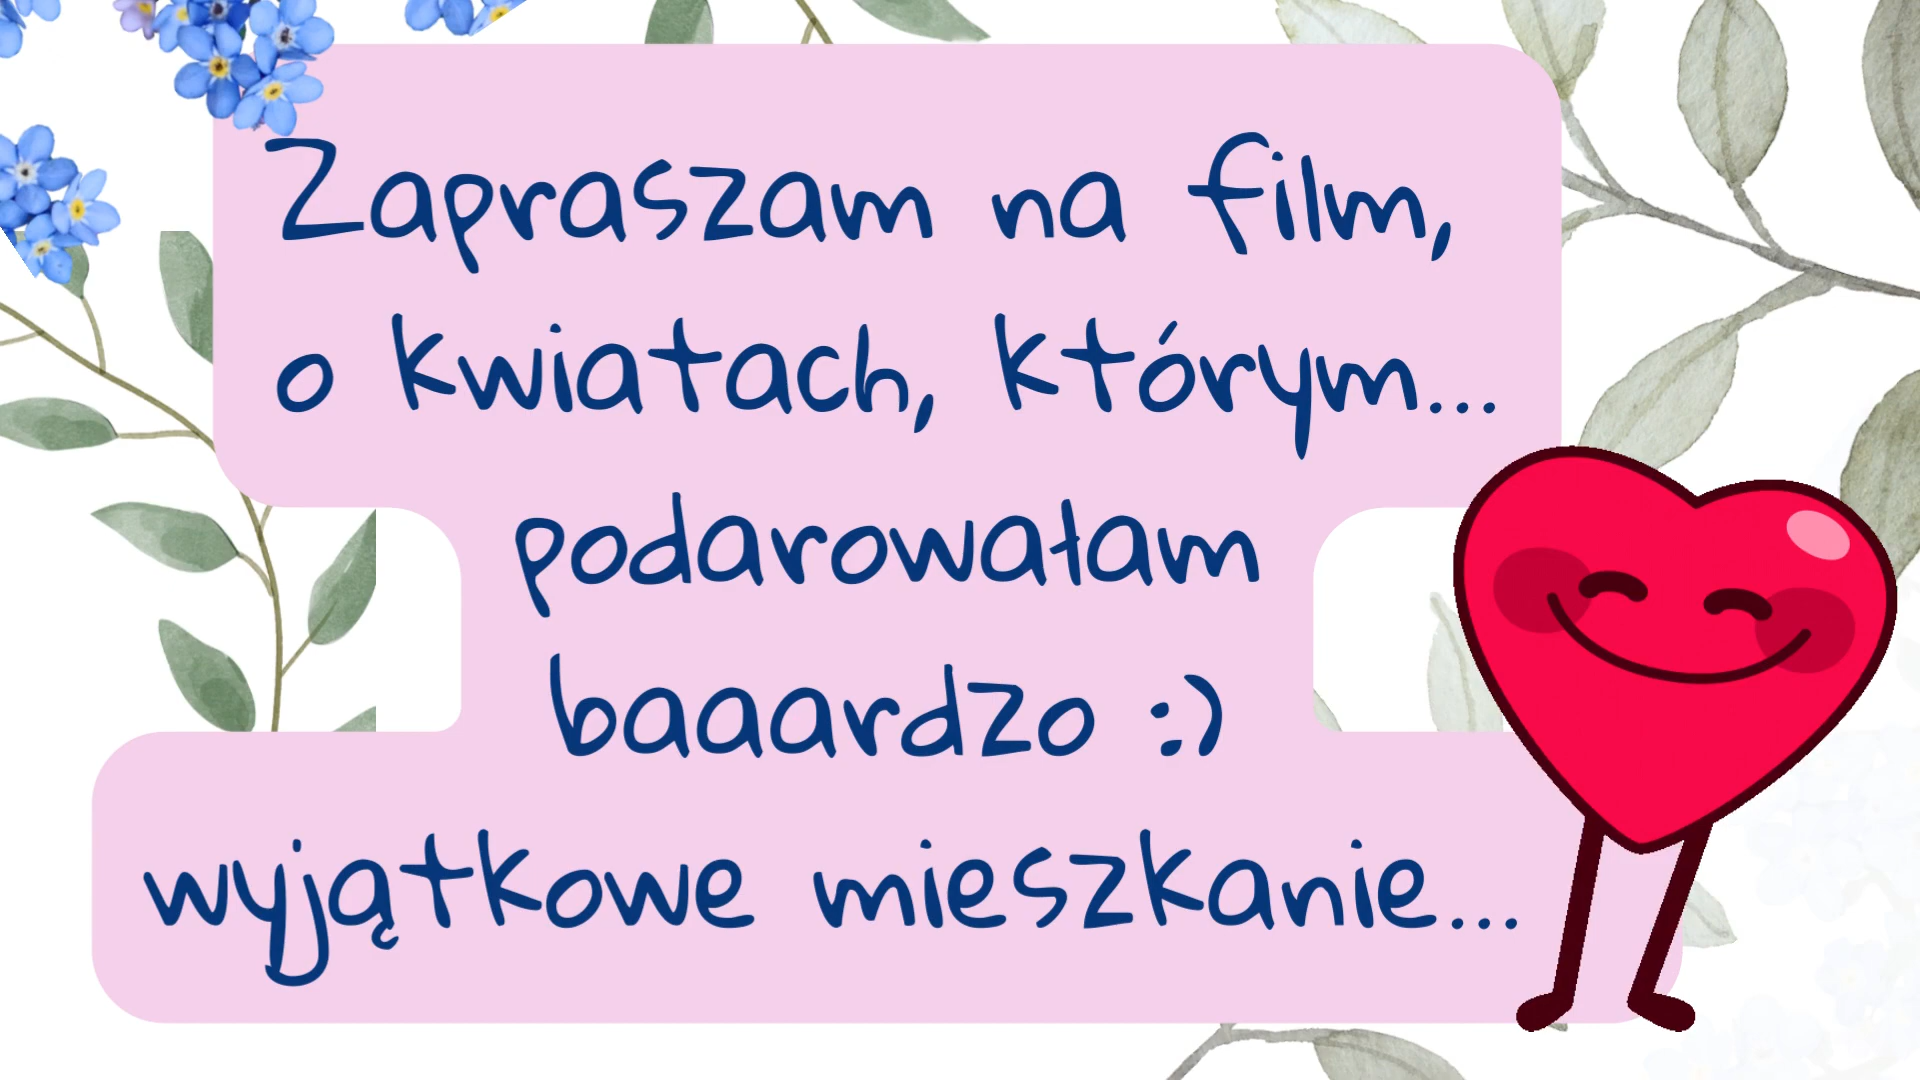 Zapraszam na film,
o kwiatach, którym...
podarowałam
baaardzo :)
wyjątkowe mieszkanie...